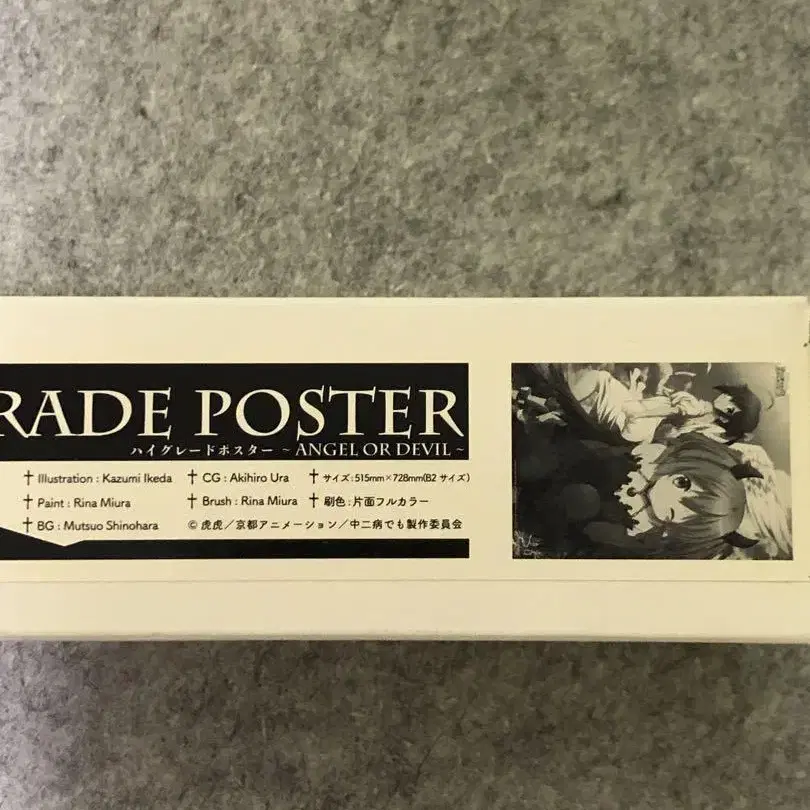 RADE POSTER
ハイグレードポスター ~ ANGEL OR DEVIL ~
† Illustration : Kazumi Ikeda † CG : Akihiro Ura † サイズ : 515mm×728mm(B2 サイズ)
† Paint : Rina Miura † Brush : Rina Miura † 刷色 : 片面フルカラー
† BG : Mutsuo Shinohara © 虎虎／京都アニメーション／中二病でも製作委員会